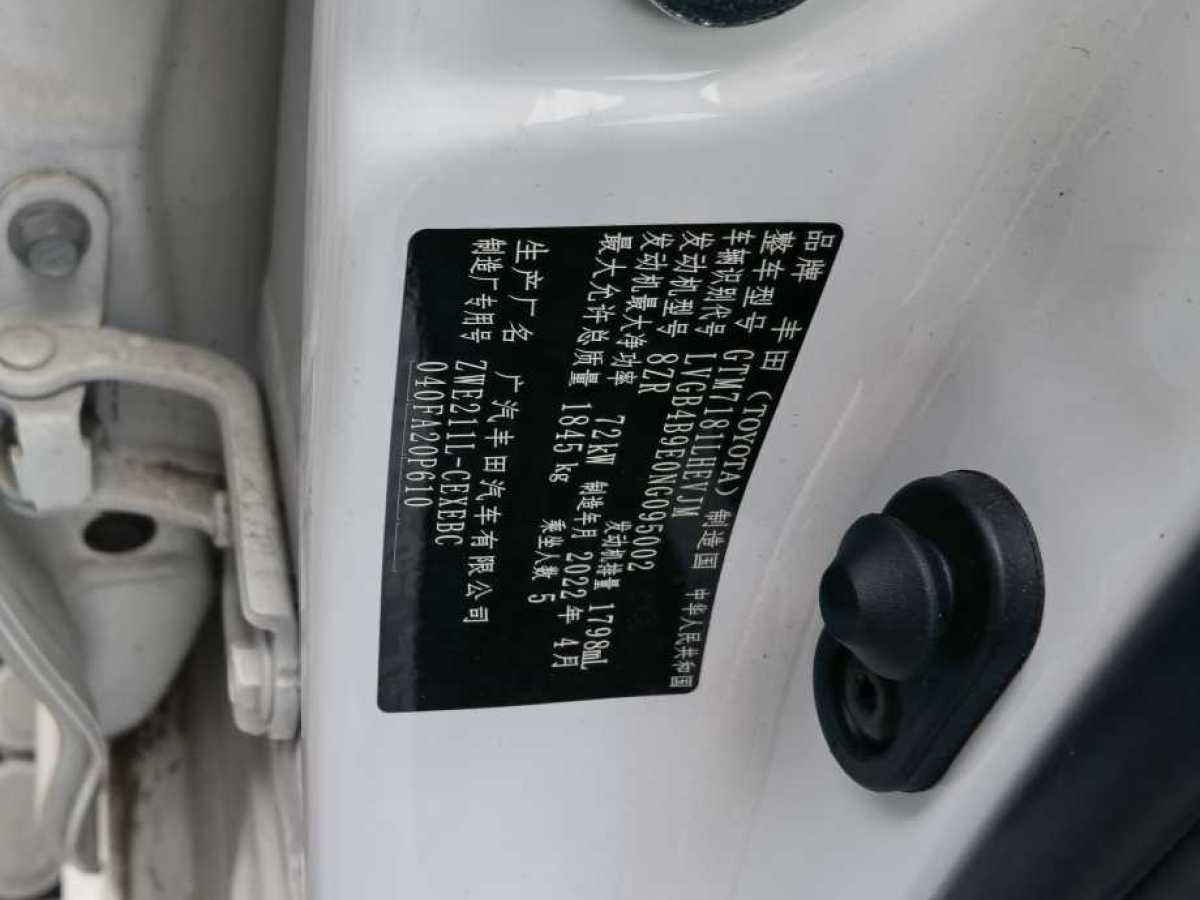 品牌 丰田（TOYOTA） 制造国 中华人民共和国
整车型号 GTM7181LHEVJM
车辆识别代号 LVGB4B9E0NG095002
发动机型号 8ZR 发动机排量 1798mL
发动机最大净功率 72kW 制造年月 2022年 4月
最大允许总质量 1845 kg 乘坐人数 5
生产厂名 广汽丰田汽车有限公司
制造厂专用号 ZWE211L-CEXEBC
040FA20P610